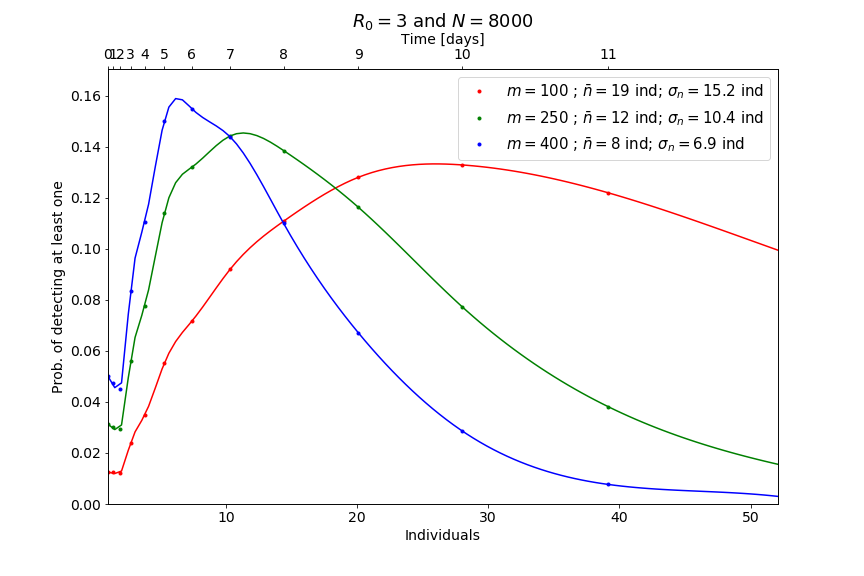 R₀ = 3 and N = 8000
Time [days]
0 1 2 3 4 5 6 7 8 9 10 11
m = 100 ; n̄ = 19 ind; σₙ = 15.2 ind
m = 250 ; n̄ = 12 ind; σₙ = 10.4 ind
m = 400 ; n̄ = 8 ind; σₙ = 6.9 ind
Prob. of detecting at least one
0.16
0.14
0.12
0.10
0.08
0.06
0.04
0.02
0.00
10 20 30 40 50
Individuals